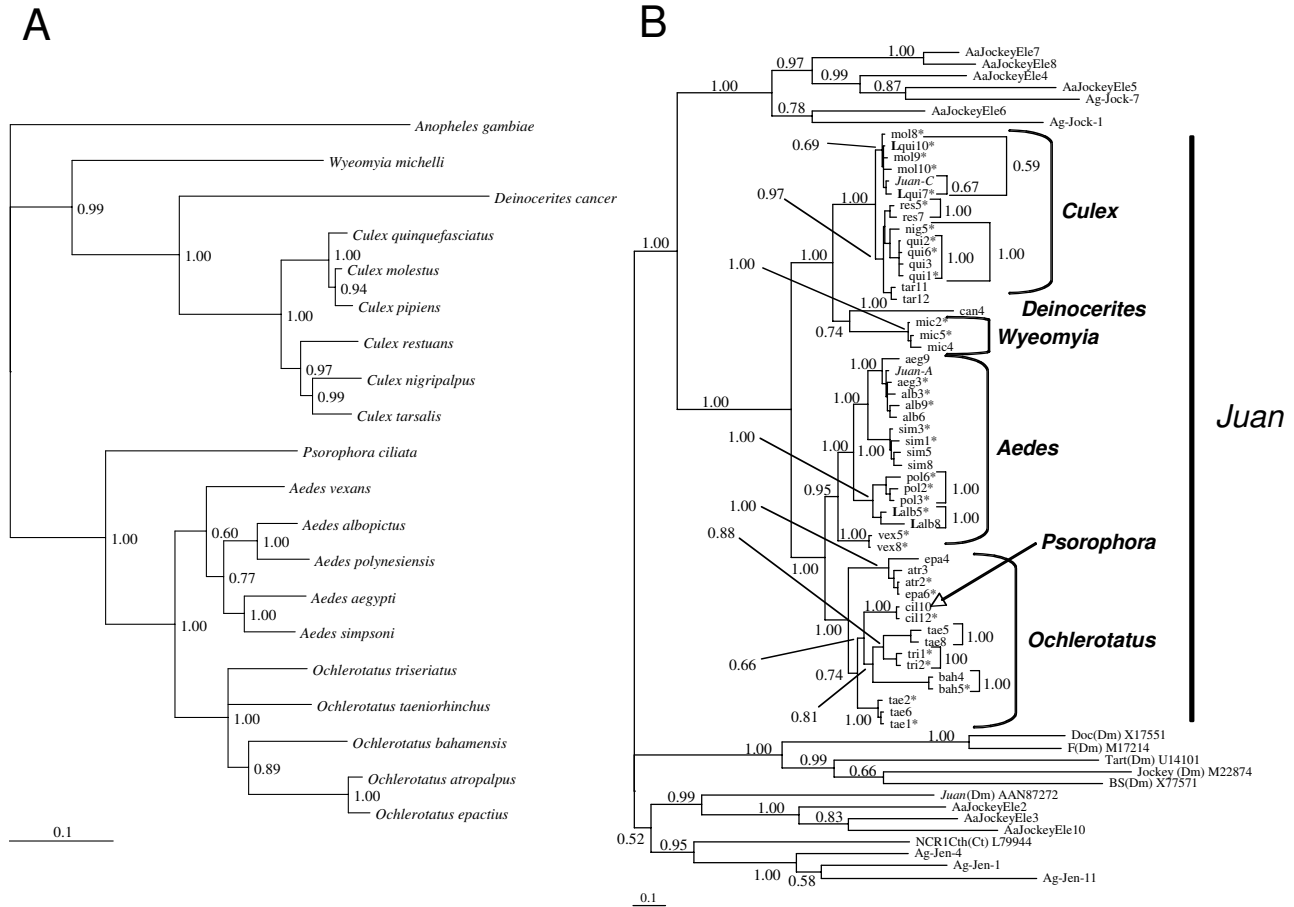 A
Anopheles gambiae
Wyeomyia michelli
0.99
Deinocerites cancer
1.00
Culex quinquefasciatus
1.00
Culex molestus
0.94
Culex pipiens
1.00
Culex restuans
0.97
Culex nigripalpus
0.99
Culex tarsalis
Psorophora ciliata
1.00
Aedes vexans
0.60
Aedes albopictus
1.00
Aedes polynesiensis
0.77
Aedes aegypti
1.00
Aedes simpsoni
1.00
Ochlerotatus triseriatus
Ochlerotatus taeniorhinchus
1.00
Ochlerotatus bahamensis
0.89
Ochlerotatus atropalpus
1.00
Ochlerotatus epactius
0.1
B
1.00 AaJockeyEle7
0.97 AaJockeyEle8
0.99 AaJockeyEle4
1.00 0.87 AaJockeyEle5
Ag-Jock-7
0.78 AaJockeyEle6
Ag-Jock-1
mol8*
0.69 Lqui10*
mol9* 0.59
mol10*
Juan-C 0.67
0.97 1.00 Lqui7*
res5* 1.00 Culex
res7
nig5*
1.00 qui2*
qui6* 1.00 1.00
1.00 1.00 qui3
qui1*
tar11
tar12
1.00 can4 Deinocerites
0.74 mic2*
mic5* Wyeomyia
mic4
1.00 aeg9
Juan-A
aeg3*
1.00 alb3*
1.00 alb9*
alb6 Juan
sim3*
1.00 1.00 1.00 sim1* Aedes
sim5
sim8
pol6*
0.95 pol2* 1.00
pol3*
1.00 Lalb5* 1.00
Lalb8
0.88 1.00 vex5*
vex8* Psorophora
epa4
1.00 atr3
atr2*
epa6*
1.00 cil10
cil12*
1.00 tae5 1.00 Ochlerotatus
tae8
0.66 tri1* 100
0.74 tri2*
bah4 1.00
bah5*
tae2*
0.81 1.00 tae6
tae1*
1.00 1.00 Doc(Dm) X17551
F(Dm) M17214
0.99 Tart(Dm) U14101
0.66 Jockey (Dm) M22874
BS(Dm) X77571
0.99 Juan(Dm) AAN87272
1.00 AaJockeyEle2
0.83 AaJockeyEle3
AaJockeyEle10
0.52 0.95 NCR1Cth(Ct) L79944
Ag-Jen-4
Ag-Jen-1
1.00 0.58 Ag-Jen-11
0.1